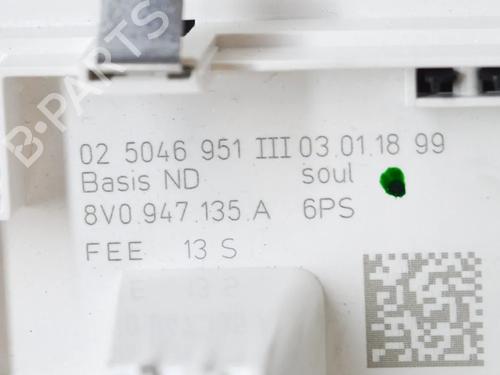 B-PARTS
02 5046 951 III 03.01.18 99
Basis ND soul
8V0.947.135.A 6PS
FEE 13 S